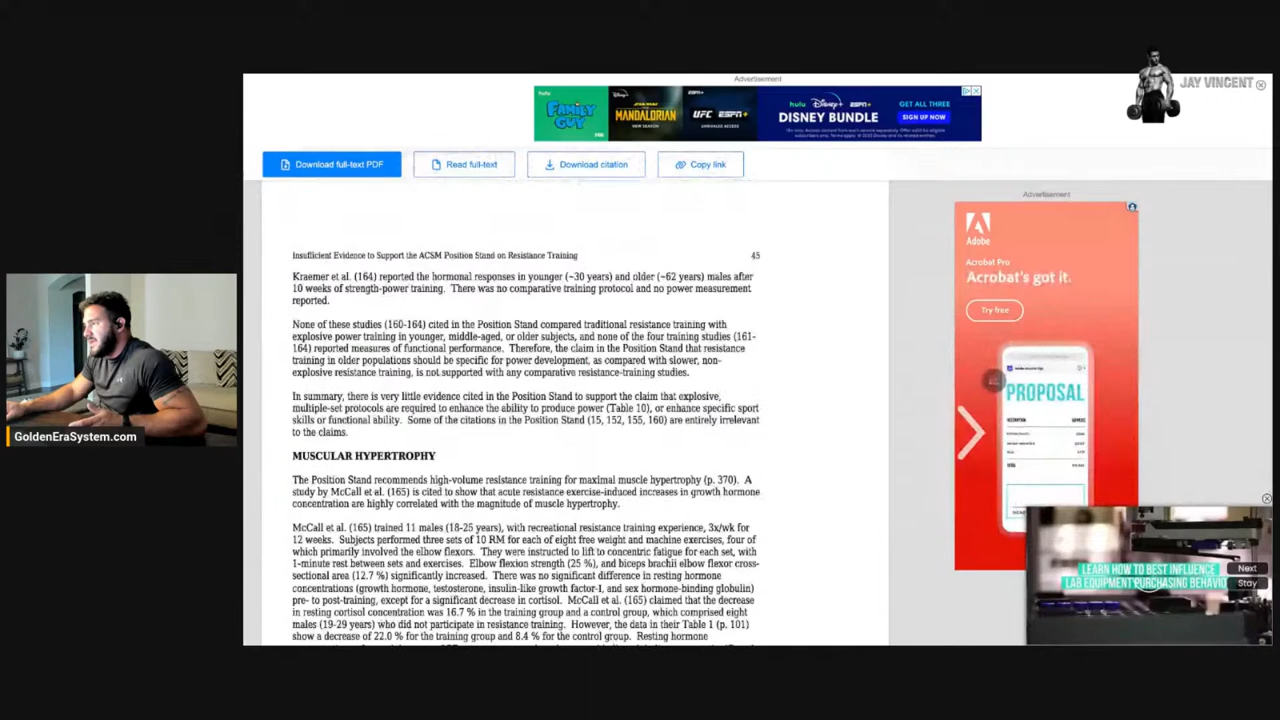 Advertisement
JAY VINCENT
hulu
FAMILY GUY
Disney+
STAR WARS
THE MANDALORIAN
NEW SEASON
ESPN+
UFC ESPN+
hulu Disney+ ESPN+
DISNEY BUNDLE
GET ALL THREE
SIGN UP NOW
Download full-text PDF
Read full-text
Download citation
Copy link
Advertisement
Adobe
Acrobat Pro
Acrobat's got it.
Try free
PROPOSAL
Insufficient Evidence to Support the ACSM Position Stand on Resistance Training 45
Kraemer et al. (164) reported the hormonal responses in younger (~30 years) and older (~62 years) males after
10 weeks of strength-power training. There was no comparative training protocol and no power measurement
reported.
None of these studies (160-164) cited in the Position Stand compared traditional resistance training with
explosive power training in younger, middle-aged, or older subjects, and none of the four training studies (161-
164) reported measures of functional performance. Therefore, the claim in the Position Stand that resistance
training in older populations should be specific for power development, as compared with slower, non-
explosive resistance training, is not supported with any comparative resistance-training studies.
In summary, there is very little evidence cited in the Position Stand to support the claim that explosive,
multiple-set protocols are required to enhance the ability to produce power (Table 10), or enhance specific sport
skills or functional ability. Some of the citations in the Position Stand (15, 152, 155, 160) are entirely irrelevant
to the claims.
MUSCULAR HYPERTROPHY
The Position Stand recommends high-volume resistance training for maximal muscle hypertrophy (p. 370). A
study by McCall et al. (165) is cited to show that acute resistance exercise-induced increases in growth hormone
concentration are highly correlated with the magnitude of muscle hypertrophy.
McCall et al. (165) trained 11 males (18-25 years), with recreational resistance training experience, 3x/wk for
12 weeks. Subjects performed three sets of 10 RM for each of eight free weight and machine exercises, four of
which primarily involved the elbow flexors. They were instructed to lift to concentric fatigue for each set, with
1-minute rest between sets and exercises. Elbow flexion strength (25 %), and biceps brachii elbow flexor cross-
sectional area (12.7 %) significantly increased. There was no significant difference in resting hormone
concentrations (growth hormone, testosterone, insulin-like growth factor-I, and sex hormone-binding globulin)
pre- to post-training, except for a significant decrease in cortisol. McCall et al. (165) claimed that the decrease
in resting cortisol concentration was 16.7 % in the training group and a control group, which comprised eight
males (19-29 years) who did not participate in resistance training. However, the data in their Table 1 (p. 101)
show a decrease of 22.0 % for the training group and 8.4 % for the control group. Resting hormone
GoldenEraSystem.com
LEARN HOW TO BEST INFLUENCE
LAB EQUIPMENT PURCHASING BEHAVIO
Next
Stay